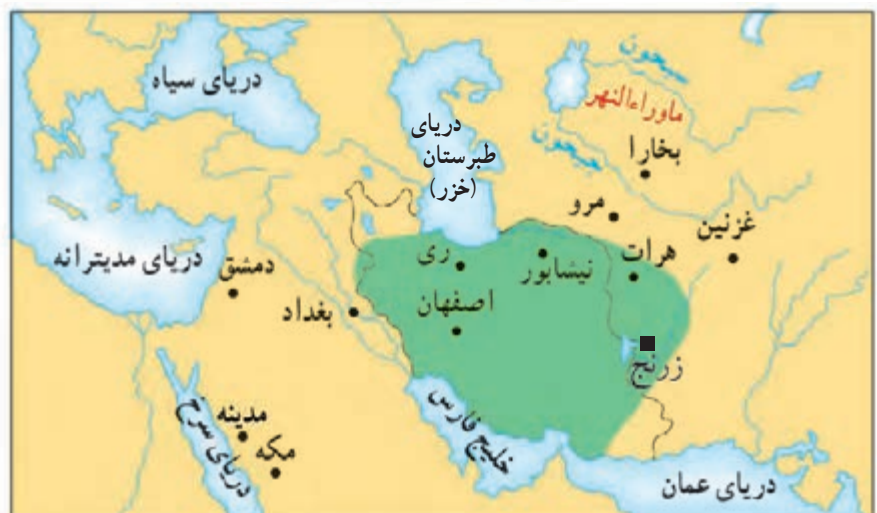 دریای سیاه
دریای
طبرستان
(خزر)
سیحون
ماوراءالنهر
جیحون
بخارا
مرو
غزنین
هرات
نیشابور
ری
دریای مدیترانه
دمشق
بغداد
اصفهان
زرنج
خلیج فارس
مدینه
مکه
دریای سرخ
دریای عمان